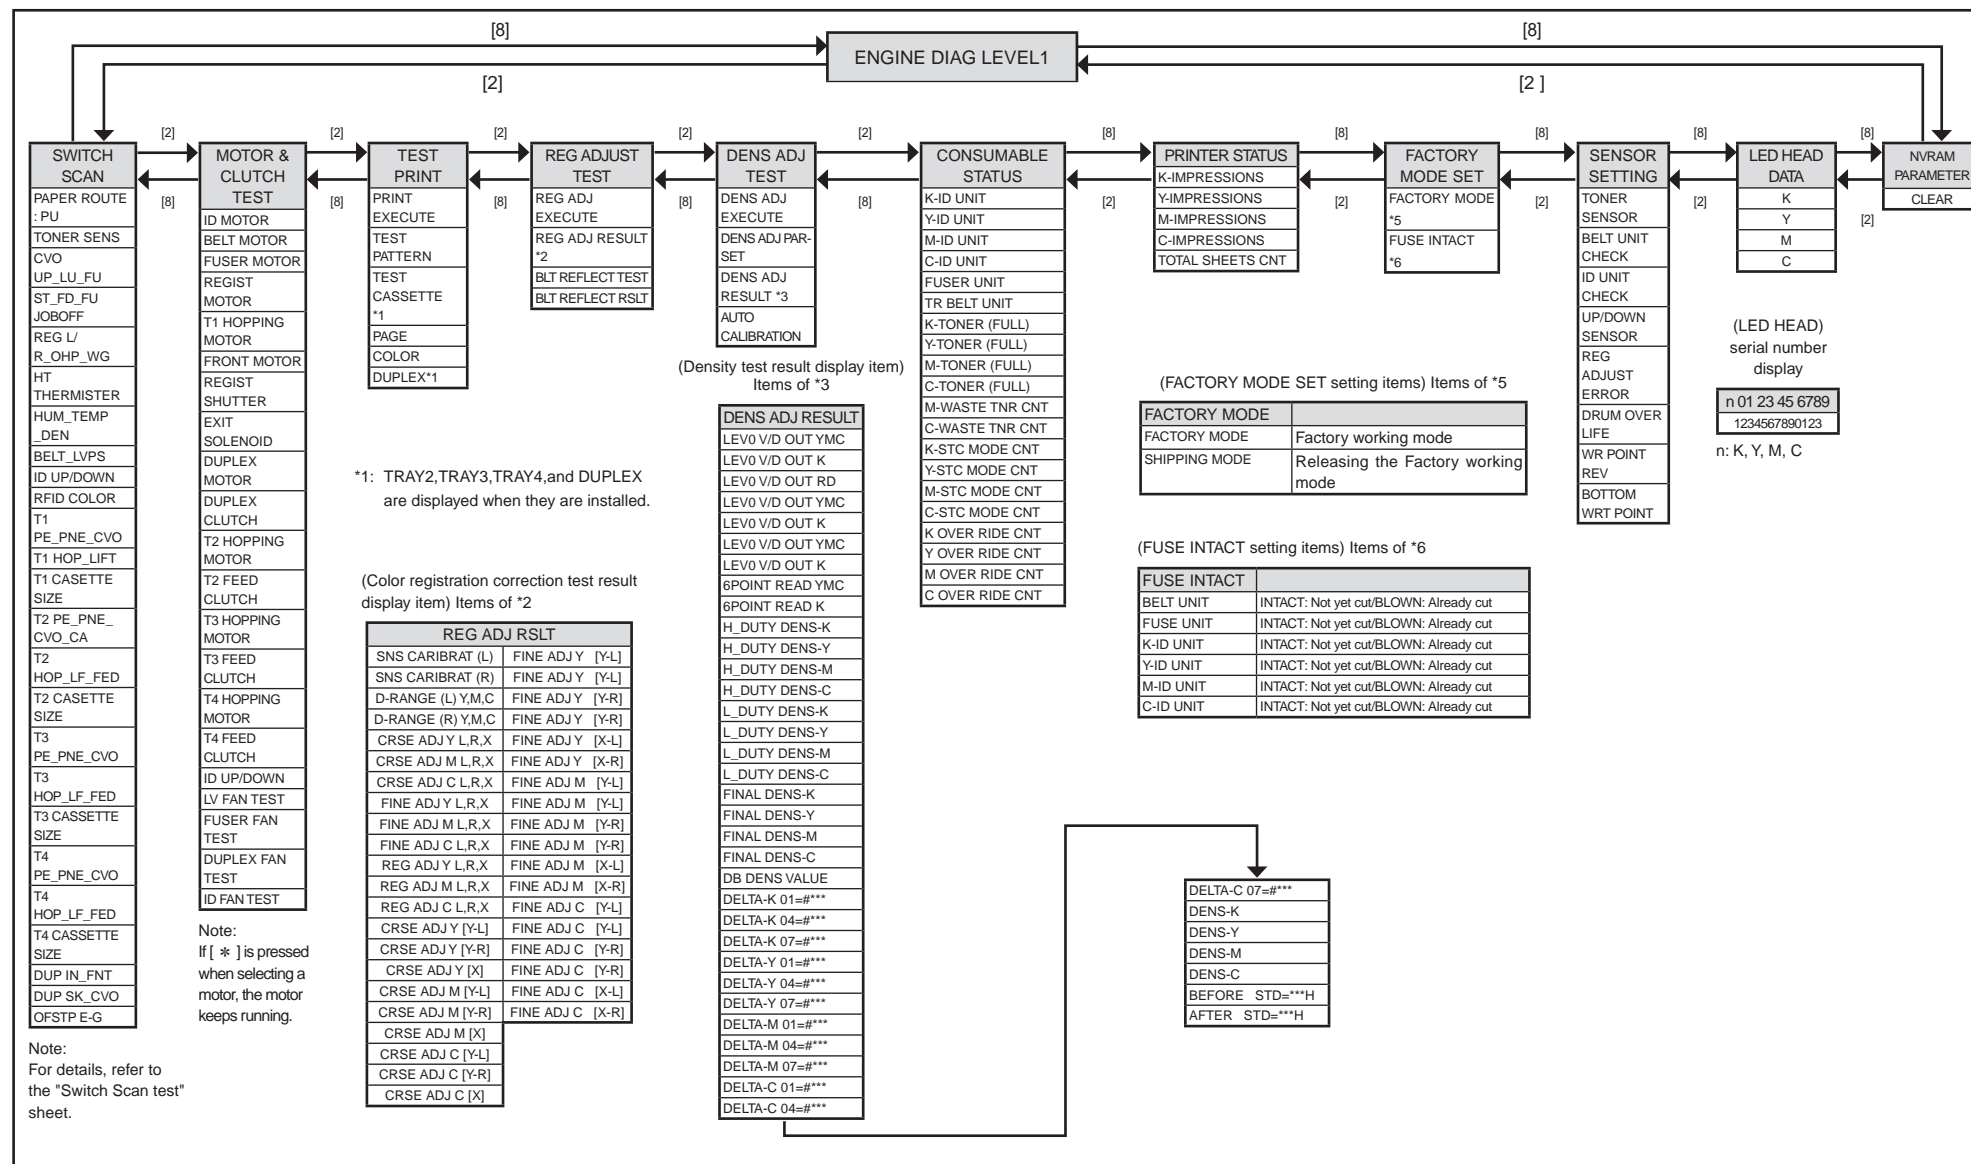 [8]
ENGINE DIAG LEVEL1
[8]
[2]
[2 ]
[2]
[2]
[2]
[2]
[2]
[8]
[8]
[8]
[8]
[8]
[8]
[8]
[8]
[8]
[8]
[2]
[2]
[2]
[2]
[2]
SWITCH
SCAN
PAPER ROUTE
: PU
TONER SENS
CVO
UP_LU_FU
ST_FD_FU
JOBOFF
REG L/
R_OHP_WG
HT
THERMISTER
HUM_TEMP
_DEN
BELT_LVPS
ID UP/DOWN
RFID COLOR
T1
PE_PNE_CVO
T1 HOP_LIFT
T1 CASETTE
SIZE
T2 PE_PNE_
CVO_CA
T2
HOP_LF_FED
T2 CASETTE
SIZE
T3
PE_PNE_CVO
T3
HOP_LF_FED
T3 CASSETTE
SIZE
T4
PE_PNE_CVO
T4
HOP_LF_FED
T4 CASSETTE
SIZE
DUP IN_FNT
DUP SK_CVO
OFSTP E-G
Note:
For details, refer to
the "Switch Scan test"
sheet.
MOTOR &
CLUTCH
TEST
ID MOTOR
BELT MOTOR
FUSER MOTOR
REGIST
MOTOR
T1 HOPPING
MOTOR
FRONT MOTOR
REGIST
SHUTTER
EXIT
SOLENOID
DUPLEX
MOTOR
DUPLEX
CLUTCH
T2 HOPPING
MOTOR
T2 FEED
CLUTCH
T3 HOPPING
MOTOR
T3 FEED
CLUTCH
T4 HOPPING
MOTOR
T4 FEED
CLUTCH
ID UP/DOWN
LV FAN TEST
FUSER FAN
TEST
DUPLEX FAN
TEST
ID FAN TEST
Note:
If [ * ] is pressed
when selecting a
motor, the motor
keeps running.
TEST
PRINT
PRINT
EXECUTE
TEST
PATTERN
TEST
CASSETTE
*1
PAGE
COLOR
DUPLEX*1
REG ADJUST
TEST
REG ADJ
EXECUTE
REG ADJ RESULT
*2
BLT REFLECT TEST
BLT REFLECT RSLT
*1: TRAY2,TRAY3,TRAY4,and DUPLEX
are displayed when they are installed.
(Color registration correction test result
display item) Items of *2
REG ADJ RSLT
SNS CARIBRAT (L) FINE ADJ Y [Y-L]
SNS CARIBRAT (R) FINE ADJ Y [Y-L]
D-RANGE (L) Y,M,C FINE ADJ Y [Y-R]
D-RANGE (R) Y,M,C FINE ADJ Y [Y-R]
CRSE ADJ Y L,R,X FINE ADJ Y [X-L]
CRSE ADJ M L,R,X FINE ADJ Y [X-R]
CRSE ADJ C L,R,X FINE ADJ M [Y-L]
FINE ADJ Y L,R,X FINE ADJ M [Y-L]
FINE ADJ M L,R,X FINE ADJ M [Y-R]
FINE ADJ C L,R,X FINE ADJ M [Y-R]
REG ADJ Y L,R,X FINE ADJ M [X-L]
REG ADJ M L,R,X FINE ADJ M [X-R]
REG ADJ C L,R,X FINE ADJ C [Y-L]
CRSE ADJ Y [Y-L] FINE ADJ C [Y-L]
CRSE ADJ Y [Y-R] FINE ADJ C [Y-R]
CRSE ADJ Y [X] FINE ADJ C [Y-R]
CRSE ADJ M [Y-L] FINE ADJ C [X-L]
CRSE ADJ M [Y-R] FINE ADJ C [X-R]
CRSE ADJ M [X]
CRSE ADJ C [Y-L]
CRSE ADJ C [Y-R]
CRSE ADJ C [X]
DENS ADJ
TEST
DENS ADJ
EXECUTE
DENS ADJ PAR-
SET
DENS ADJ
RESULT *3
AUTO
CALIBRATION
(Density test result display item)
Items of *3
DENS ADJ RESULT
LEV0 V/D OUT YMC
LEV0 V/D OUT K
LEV0 V/D OUT RD
LEV0 V/D OUT YMC
LEV0 V/D OUT K
LEV0 V/D OUT YMC
LEV0 V/D OUT K
6POINT READ YMC
6POINT READ K
H_DUTY DENS-K
H_DUTY DENS-Y
H_DUTY DENS-M
H_DUTY DENS-C
L_DUTY DENS-K
L_DUTY DENS-Y
L_DUTY DENS-M
L_DUTY DENS-C
FINAL DENS-K
FINAL DENS-Y
FINAL DENS-M
FINAL DENS-C
DB DENS VALUE
DELTA-K 01=#***
DELTA-K 04=#***
DELTA-K 07=#***
DELTA-Y 01=#***
DELTA-Y 04=#***
DELTA-Y 07=#***
DELTA-M 01=#***
DELTA-M 04=#***
DELTA-M 07=#***
DELTA-C 01=#***
DELTA-C 04=#***
CONSUMABLE
STATUS
K-ID UNIT
Y-ID UNIT
M-ID UNIT
C-ID UNIT
FUSER UNIT
TR BELT UNIT
K-TONER (FULL)
Y-TONER (FULL)
M-TONER (FULL)
C-TONER (FULL)
M-WASTE TNR CNT
C-WASTE TNR CNT
K-STC MODE CNT
Y-STC MODE CNT
M-STC MODE CNT
C-STC MODE CNT
K OVER RIDE CNT
Y OVER RIDE CNT
M OVER RIDE CNT
C OVER RIDE CNT
PRINTER STATUS
K-IMPRESSIONS
Y-IMPRESSIONS
M-IMPRESSIONS
C-IMPRESSIONS
TOTAL SHEETS CNT
FACTORY
MODE SET
FACTORY MODE
*5
FUSE INTACT
*6
(FACTORY MODE SET setting items) Items of *5
FACTORY MODE
FACTORY MODE Factory working mode
SHIPPING MODE Releasing the Factory working
mode
(FUSE INTACT setting items) Items of *6
FUSE INTACT
BELT UNIT INTACT: Not yet cut/BLOWN: Already cut
FUSE UNIT INTACT: Not yet cut/BLOWN: Already cut
K-ID UNIT INTACT: Not yet cut/BLOWN: Already cut
Y-ID UNIT INTACT: Not yet cut/BLOWN: Already cut
M-ID UNIT INTACT: Not yet cut/BLOWN: Already cut
C-ID UNIT INTACT: Not yet cut/BLOWN: Already cut
DELTA-C 07=#***
DENS-K
DENS-Y
DENS-M
DENS-C
BEFORE STD=***H
AFTER STD=***H
SENSOR
SETTING
TONER
SENSOR
BELT UNIT
CHECK
ID UNIT
CHECK
UP/DOWN
SENSOR
REG
ADJUST
ERROR
DRUM OVER
LIFE
WR POINT
REV
BOTTOM
WRT POINT
LED HEAD
DATA
K
Y
M
C
(LED HEAD)
serial number
display
n 01 23 45 6789
1234567890123
n: K, Y, M, C
NVRAM
PARAMETER
CLEAR